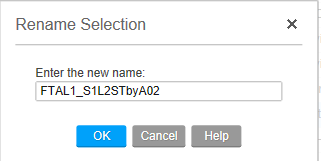 Rename Selection
Enter the new name:
FTAL1_S1L2STbyA02
OK Cancel Help